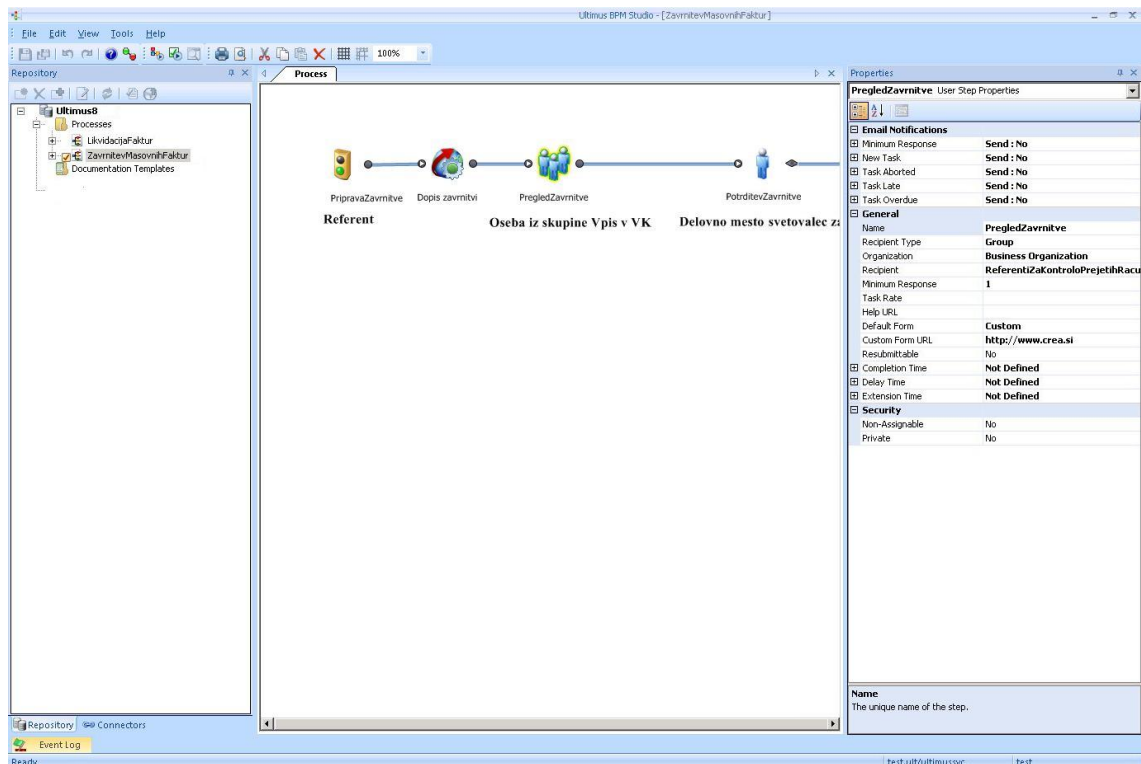 Ultimus BPM Studio - [ZavrnitevMasovnihFaktur]
File Edit View Tools Help
100%
Repository
Ultimus8
Processes
LikvidacijaFaktur
ZavrnitevMasovnihFaktur
Documentation Templates
Repository Connectors
Event Log
Process
PripravaZavrnitve Dopis zavrnitvi PregledZavrnitve PotrditevZavrnitve
Referent Oseba iz skupine Vpis v VK Delovno mesto svetovalec za
Properties
PregledZavrnitve User Step Properties
Email Notifications
Minimum Response Send : No
New Task Send : No
Task Aborted Send : No
Task Late Send : No
Task Overdue Send : No
General
Name PregledZavrnitve
Recipient Type Group
Organization Business Organization
Recipient ReferentiZaKontroloPrejetihRacu
Minimum Response 1
Task Rate
Help URL
Default Form Custom
Custom Form URL http://www.crea.si
Resubmittable No
Completion Time Not Defined
Delay Time Not Defined
Extension Time Not Defined
Security
Non-Assignable No
Private No
Name
The unique name of the step.
Ready test.ult/ultimussvc test